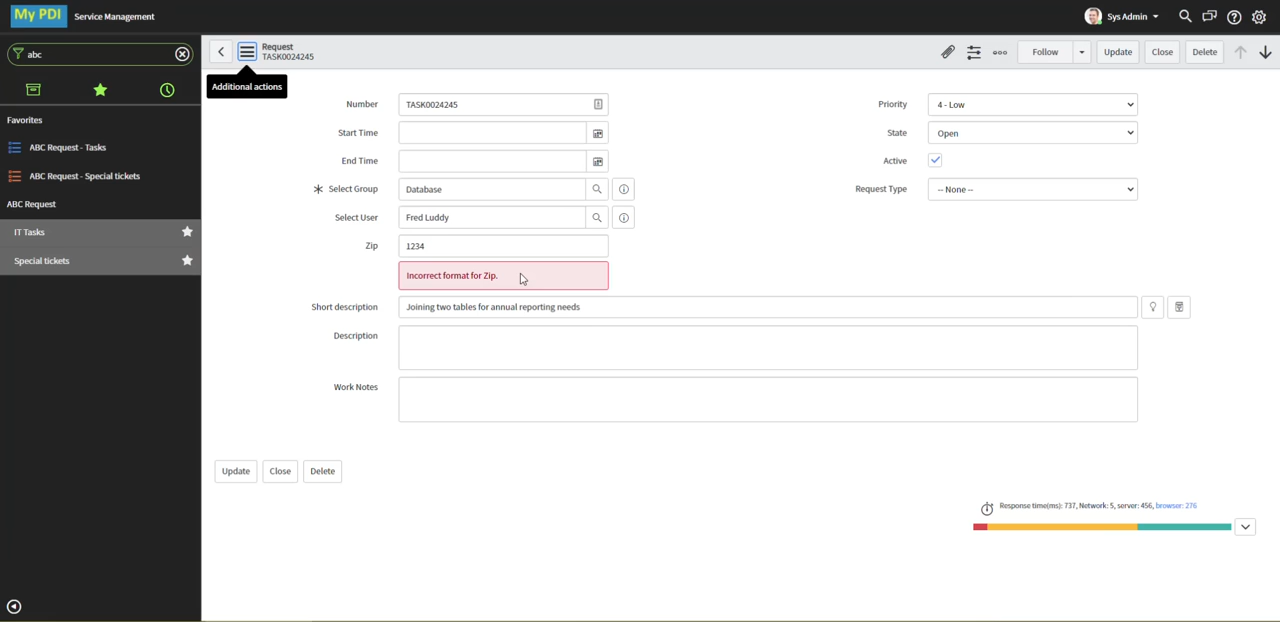 My PDI
Service Management
Sys Admin
abc
Request
TASK0024245
Follow
Update
Close
Delete
Additional actions
Favorites
ABC Request - Tasks
ABC Request - Special tickets
ABC Request
IT Tasks
Special tickets
Number
TASK0024245
Start Time
End Time
Select Group
Database
Select User
Fred Luddy
Zip
1234
Incorrect format for Zip.
Priority
4 - Low
State
Open
Active
Request Type
-- None --
Short description
Joining two tables for annual reporting needs
Description
Work Notes
Update
Close
Delete
Response time(ms): 737, Network: 5, server: 456, browser: 276